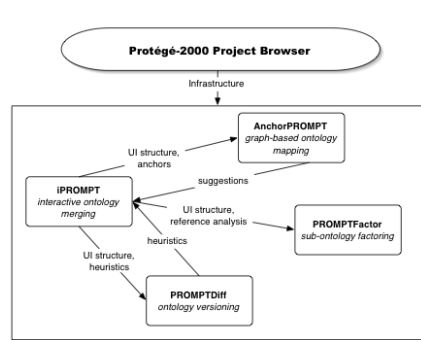 Protégé-2000 Project Browser
Infrastructure
AnchorPROMPT
graph-based ontology
mapping
UI structure,
anchors
suggestions
iPROMPT
interactive ontology
merging
UI structure,
reference analysis
PROMPTFactor
sub-ontology factoring
heuristics
UI structure,
heuristics
PROMPTDiff
ontology versioning